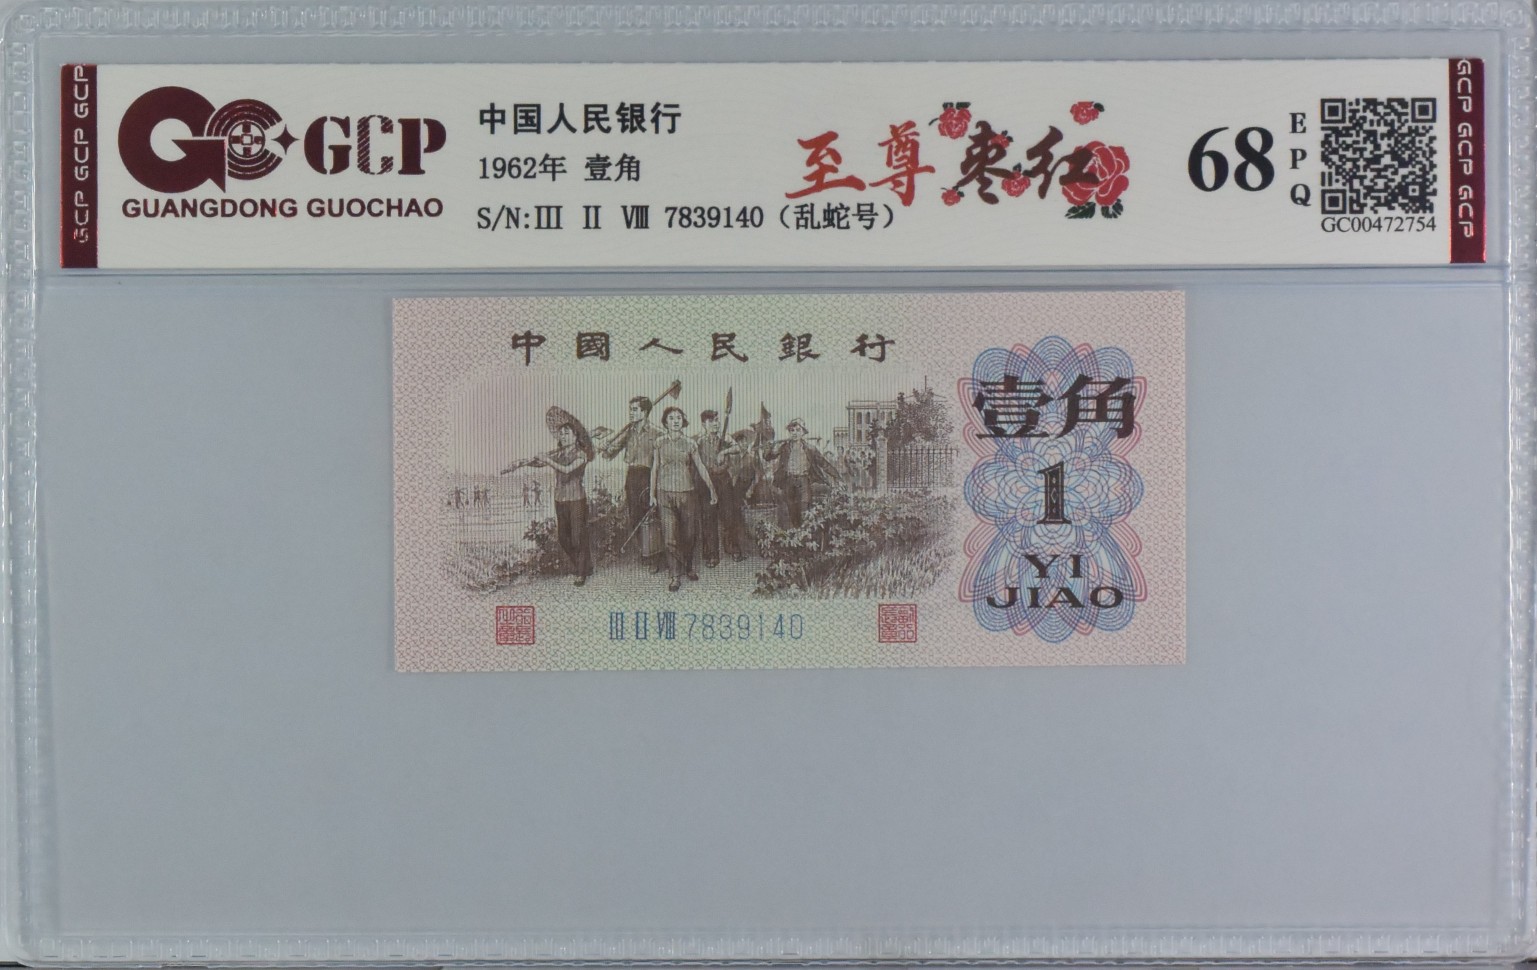 GCP GCP GCP
GCP
GUANGDONG GUOCHAO
中国人民银行
1962年 壹角
S/N:Ⅲ Ⅱ Ⅷ 7839140（乱蛇号）
至尊枣红
68
EPQ
GC00472754
GCP GCP GCP
中國人民銀行
壹角
1
YI
JIAO
Ⅲ Ⅱ Ⅷ 7839140